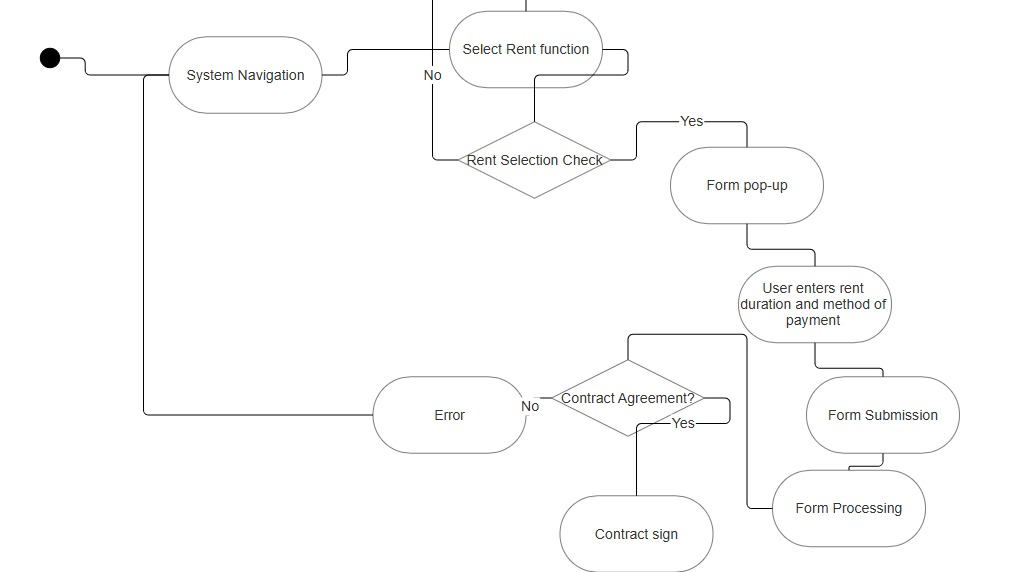 Select Rent function
System Navigation
No
Yes
Rent Selection Check
Form pop-up
User enters rent
duration and method of
payment
Contract Agreement?
No
Error
Yes
Form Submission
Form Processing
Contract sign